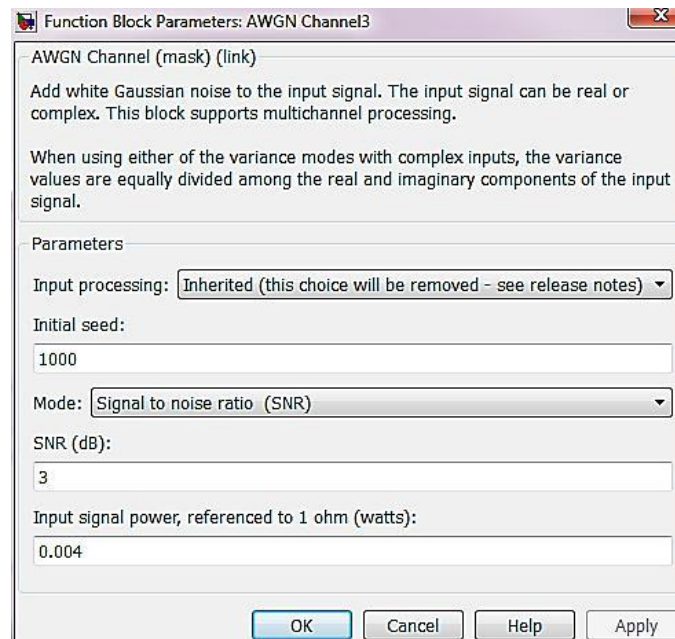 Function Block Parameters: AWGN Channel3
AWGN Channel (mask) (link)
Add white Gaussian noise to the input signal. The input signal can be real or
complex. This block supports multichannel processing.
When using either of the variance modes with complex inputs, the variance
values are equally divided among the real and imaginary components of the input
signal.
Parameters
Input processing: Inherited (this choice will be removed - see release notes)
Initial seed:
1000
Mode: Signal to noise ratio (SNR)
SNR (dB):
3
Input signal power, referenced to 1 ohm (watts):
0.004
OK Cancel Help Apply